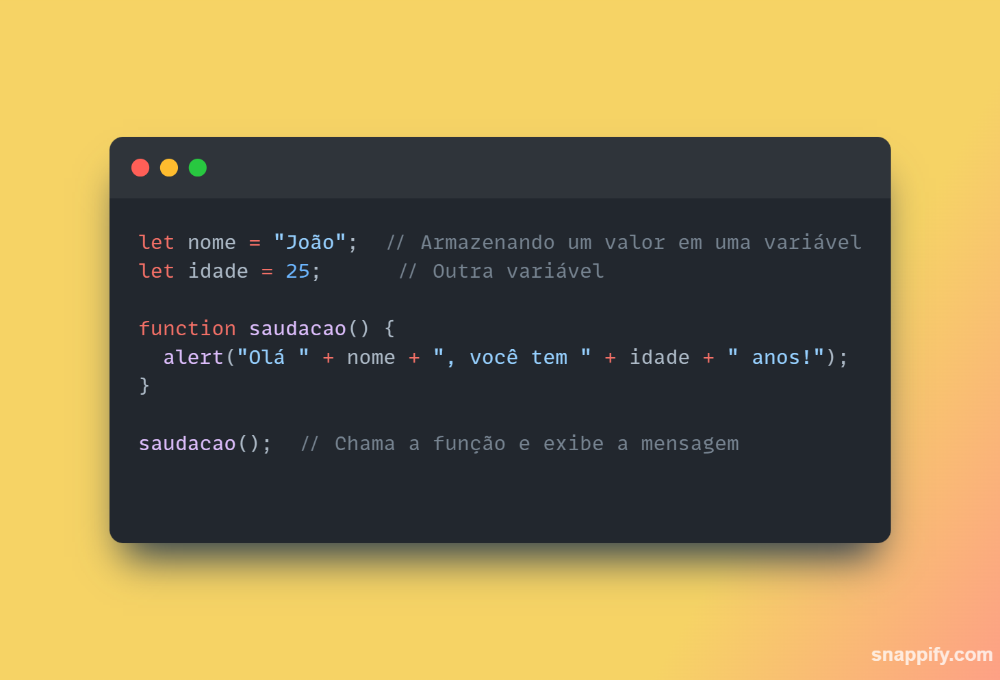 let nome = "João";  // Armazenando um valor em uma variável
let idade = 25;      // Outra variável
function saudacao() {
  alert("Olá " + nome + ", você tem " + idade + " anos!");
}
saudacao();  // Chama a função e exibe a mensagem
snappify.com